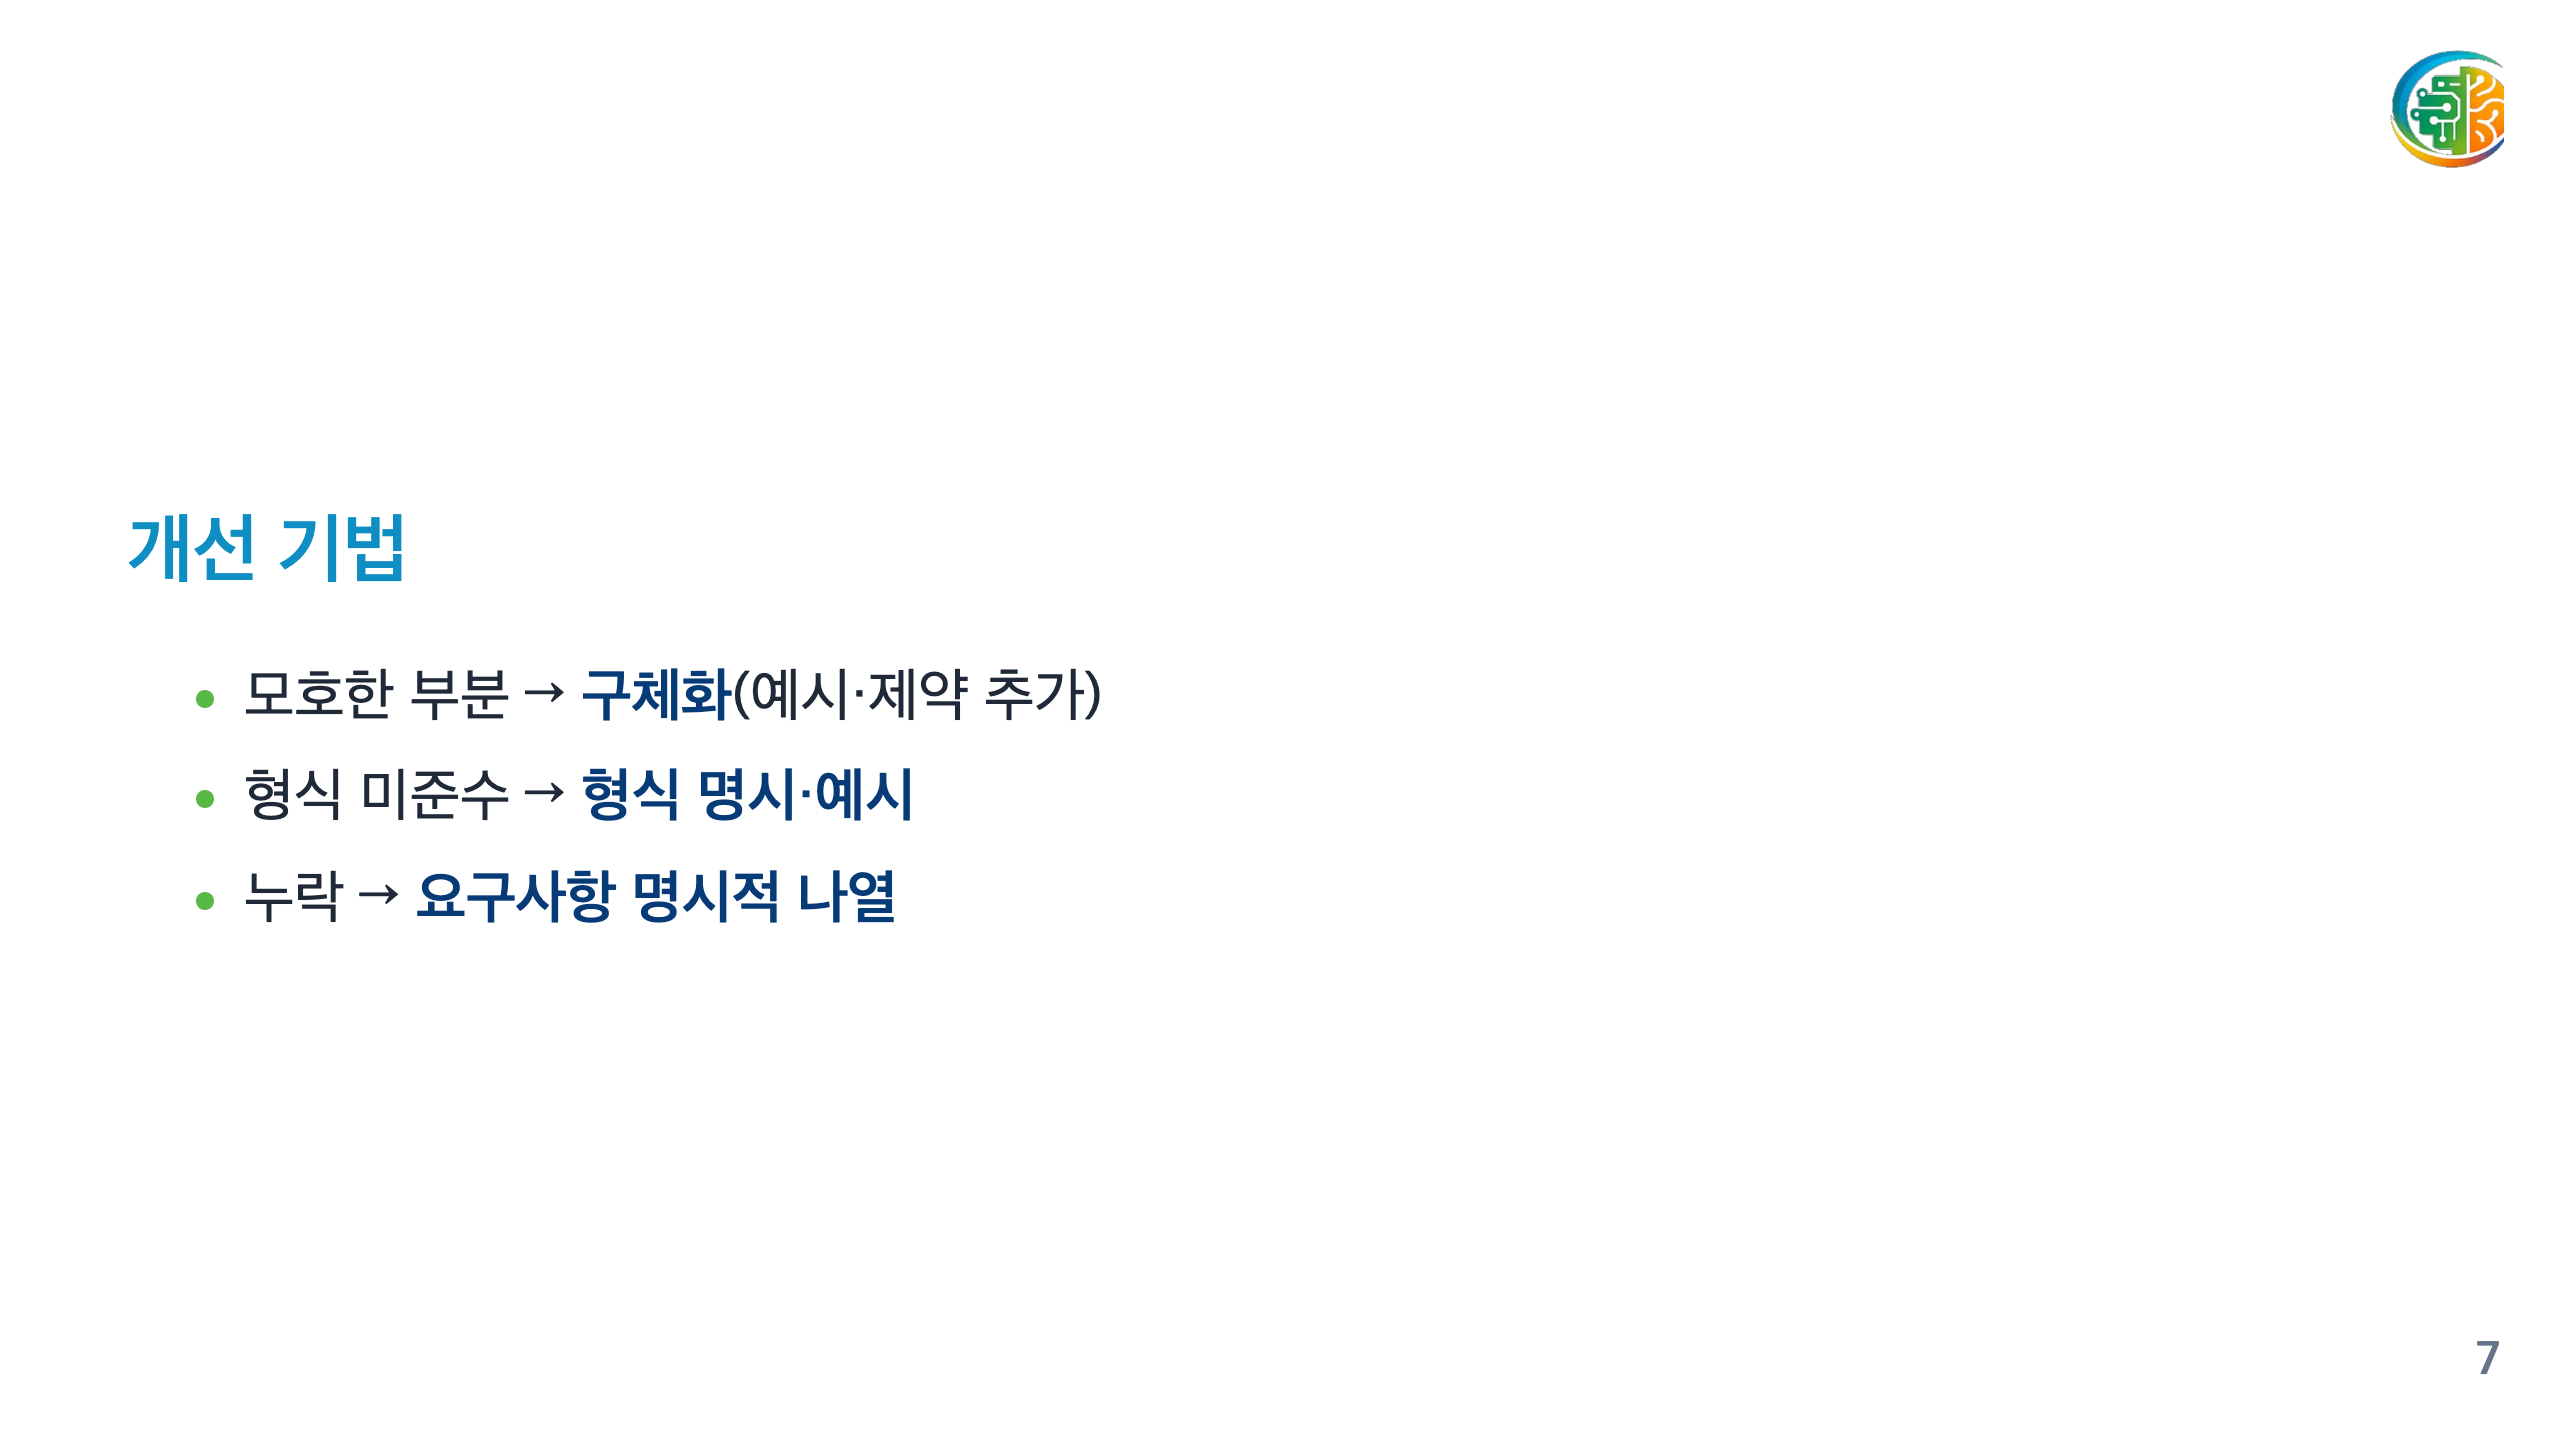 개선 기법
• 모호한 부분 → 구체화(예시·제약 추가)
• 형식 미준수 → 형식 명시·예시
• 누락 → 요구사항 명시적 나열
7